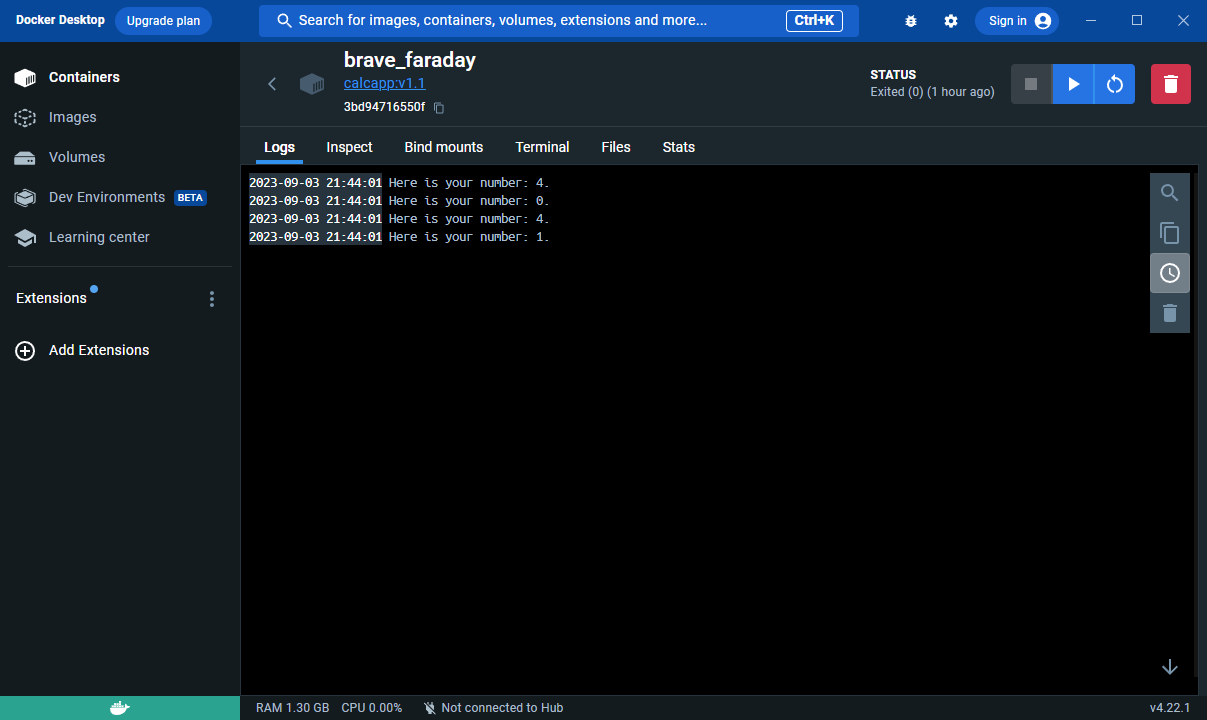 Docker Desktop Upgrade plan Search for images, containers, volumes, extensions and more... Ctrl+K Sign in
Containers
Images
Volumes
Dev Environments BETA
Learning center
Extensions
Add Extensions
brave_faraday
calcapp:v1.1
3bd94716550f
STATUS
Exited (0) (1 hour ago)
Logs Inspect Bind mounts Terminal Files Stats
2023-09-03 21:44:01 Here is your number: 4.
2023-09-03 21:44:01 Here is your number: 0.
2023-09-03 21:44:01 Here is your number: 4.
2023-09-03 21:44:01 Here is your number: 1.
RAM 1.30 GB CPU 0.00% Not connected to Hub v4.22.1